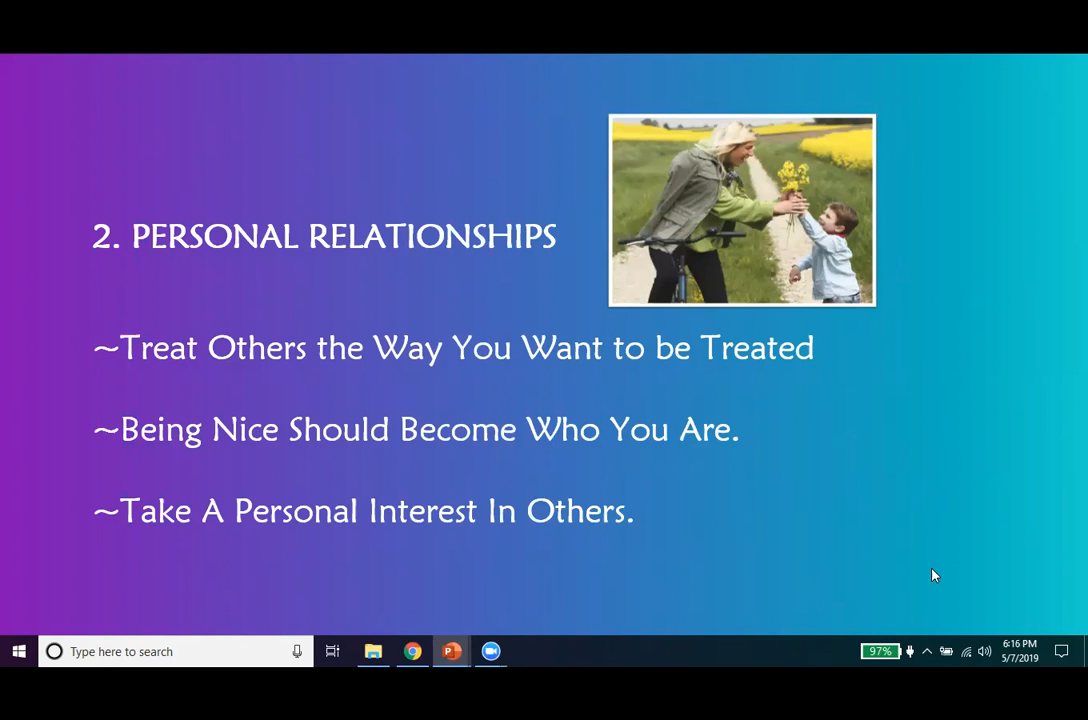 2. PERSONAL RELATIONSHIPS
~Treat Others the Way You Want to be Treated
~Being Nice Should Become Who You Are.
~Take A Personal Interest In Others.
Type here to search
97%
6:16 PM
5/7/2019